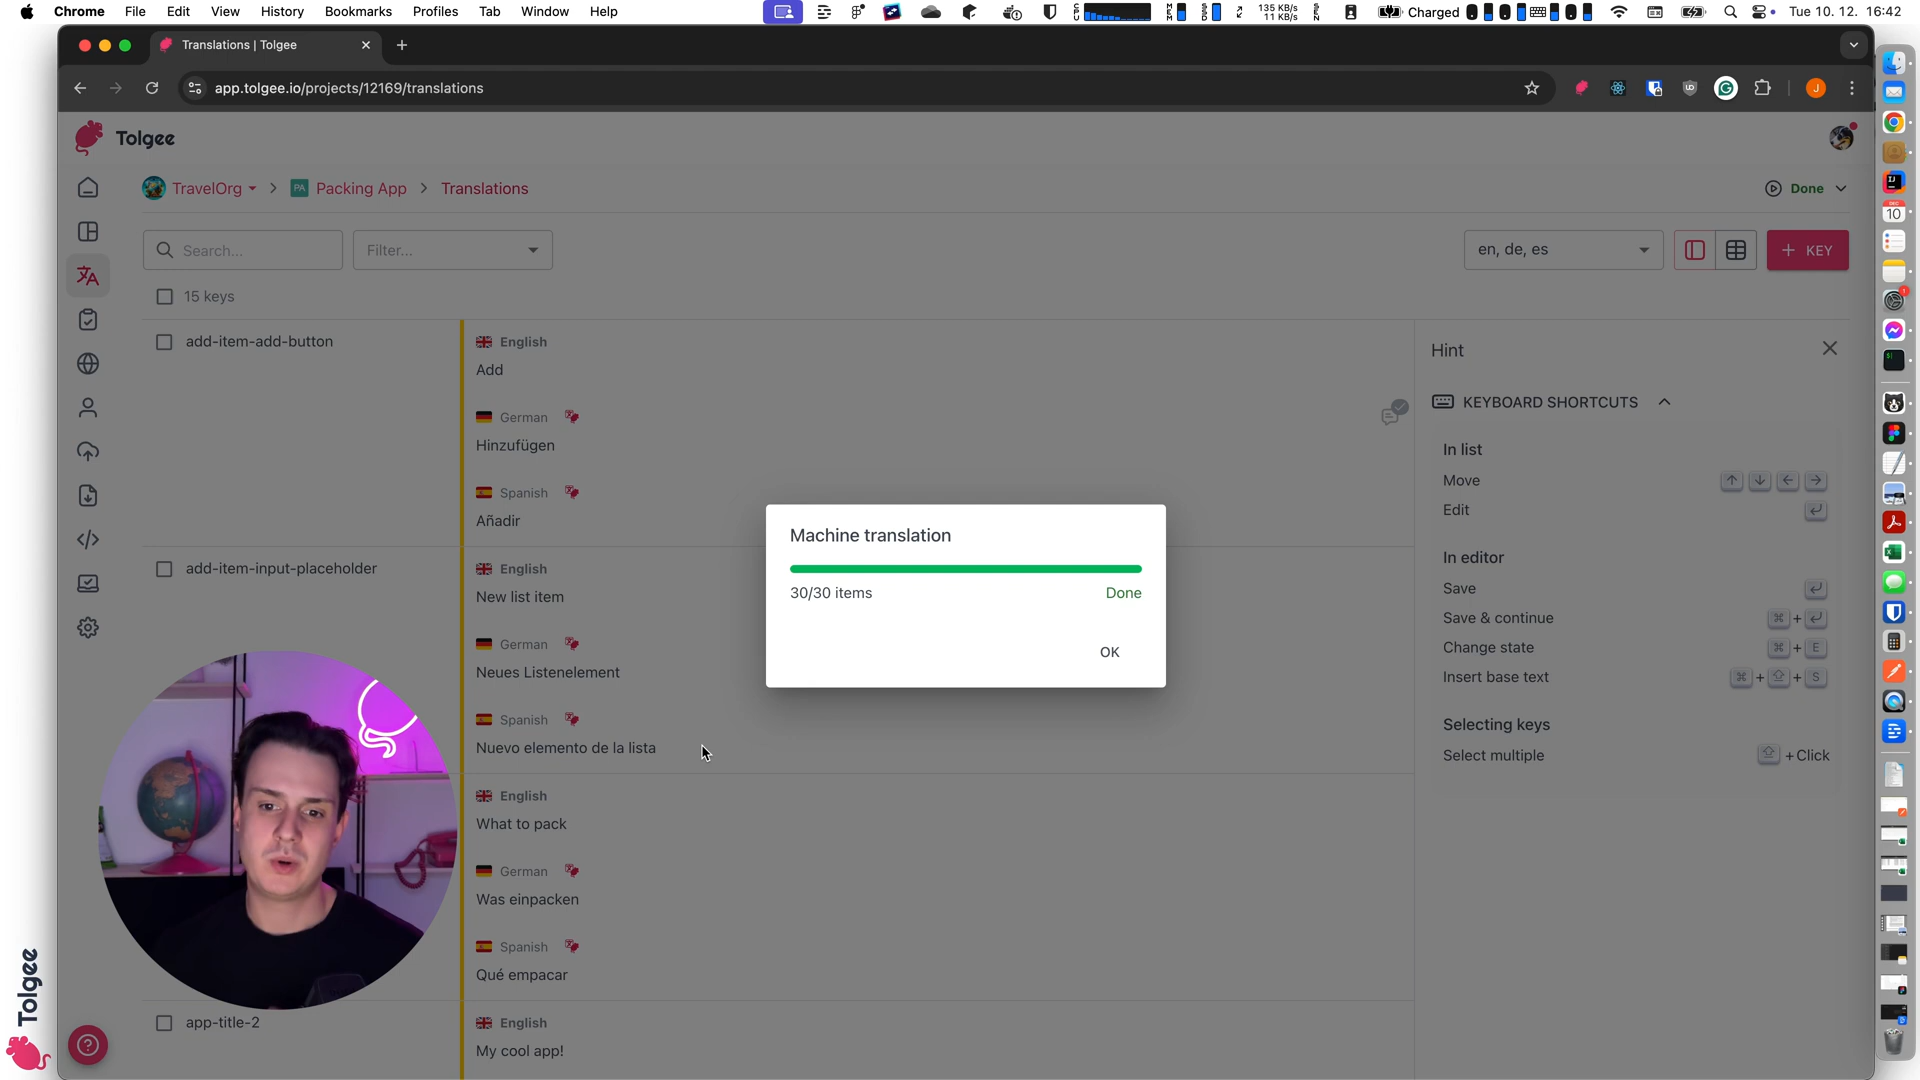 Chrome File Edit View History Bookmarks Profiles Tab Window Help
135 KB/s
11 KB/s
Charged
Tue 10. 12. 16:42
Translations | Tolgee
app.tolgee.io/projects/12169/translations
J
Tolgee
TravelOrg > PA Packing App > Translations
Done
Search...
Filter...
en, de, es
+ KEY
15 keys
add-item-add-button
English
Add
German
Hinzufügen
Spanish
Añadir
add-item-input-placeholder
English
New list item
German
Neues Listenelement
Spanish
Nuevo elemento de la lista
English
What to pack
German
Was einpacken
Spanish
Qué empacar
app-title-2
English
My cool app!
Machine translation
30/30 items
Done
OK
Hint
KEYBOARD SHORTCUTS
In list
Move
Edit
In editor
Save
Save & continue
⌘ + ↵
Change state
⌘ + E
Insert base text
⌘ + ⇧ + S
Selecting keys
Select multiple
⇧ + Click
Tolgee